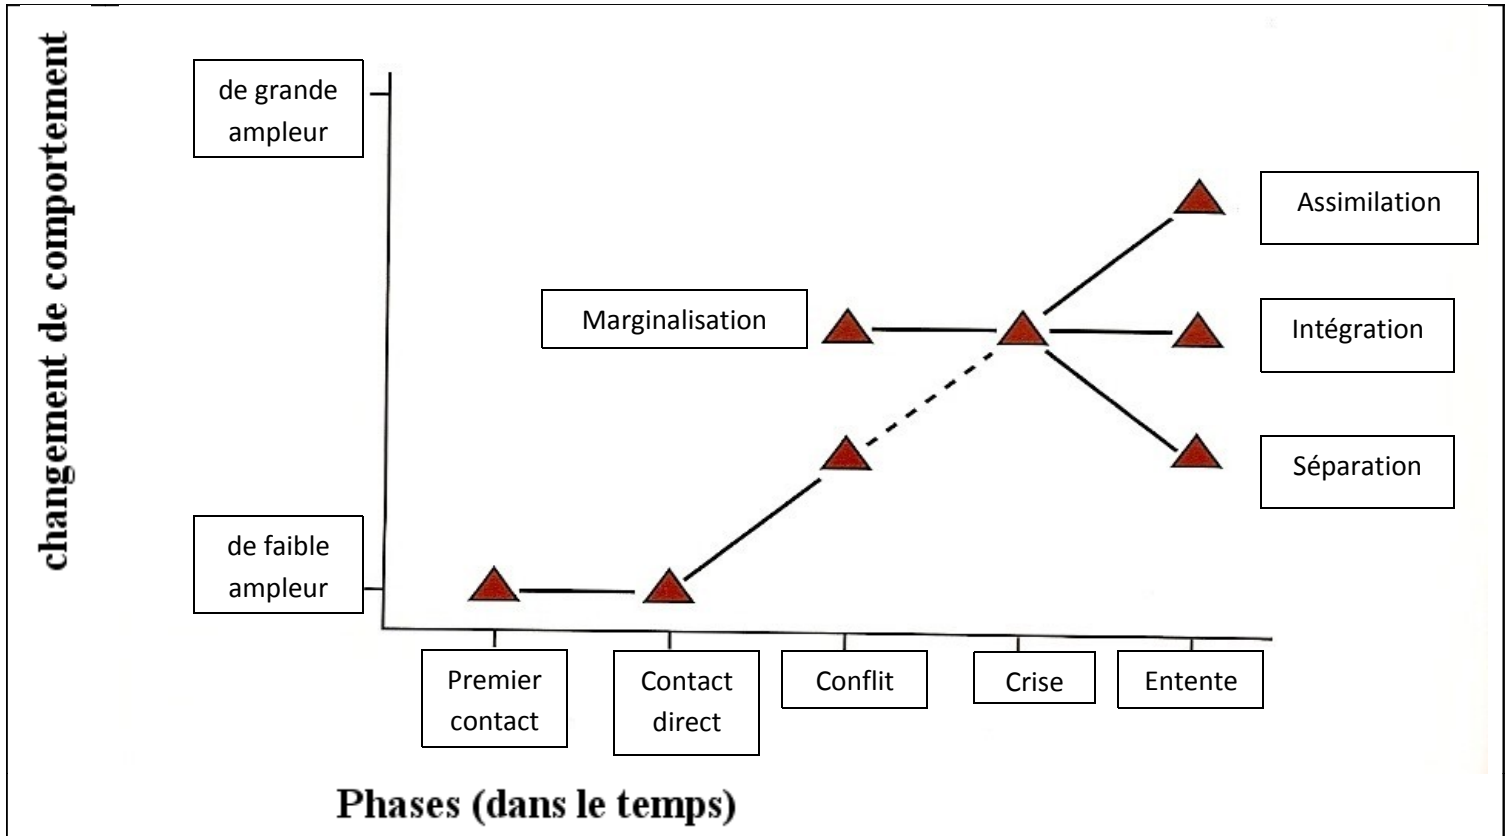 changement de comportement
de grande
ampleur
Assimilation
Marginalisation
Intégration
Séparation
de faible
ampleur
Premier
contact
Contact
direct
Conflit
Crise
Entente
Phases (dans le temps)